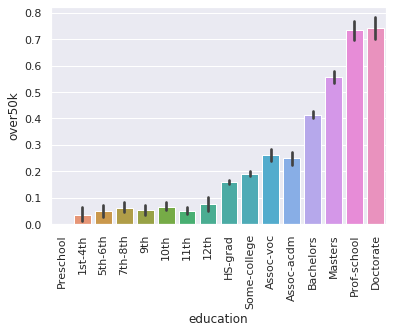 0.8
0.7
0.6
0.5
0.4
0.3
0.2
0.1
0.0
over50k
Preschool
1st-4th
5th-6th
7th-8th
9th
10th
11th
12th
HS-grad
Some-college
Assoc-voc
Assoc-acdm
Bachelors
Masters
Prof-school
Doctorate
education